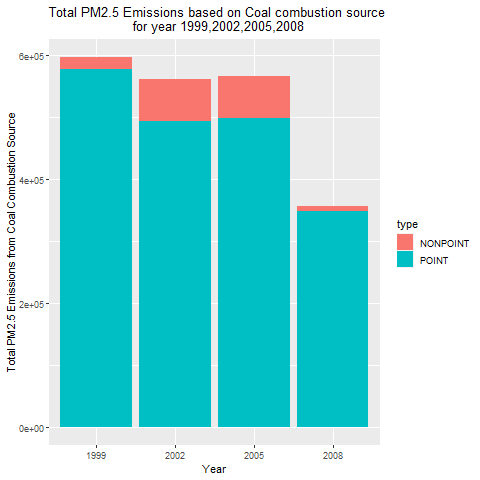 Total PM2.5 Emissions based on Coal combustion source
for year 1999,2002,2005,2008
Total PM2.5 Emissions from Coal Combustion Source
6e+05
4e+05
2e+05
0e+00
1999 2002 2005 2008
Year
type
NONPOINT
POINT